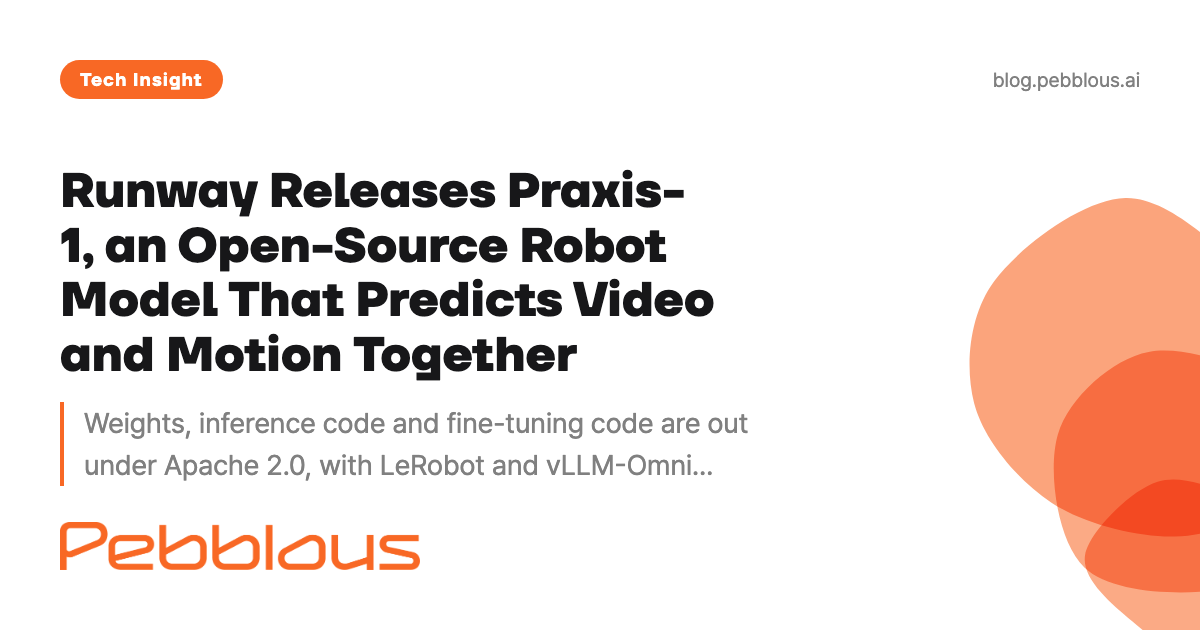 Tech Insight
blog.pebblous.ai
Runway Releases Praxis-
1, an Open-Source Robot
Model That Predicts Video
and Motion Together
Weights, inference code and fine-tuning code are out
under Apache 2.0, with LeRobot and vLLM-Omni...
Pebblous